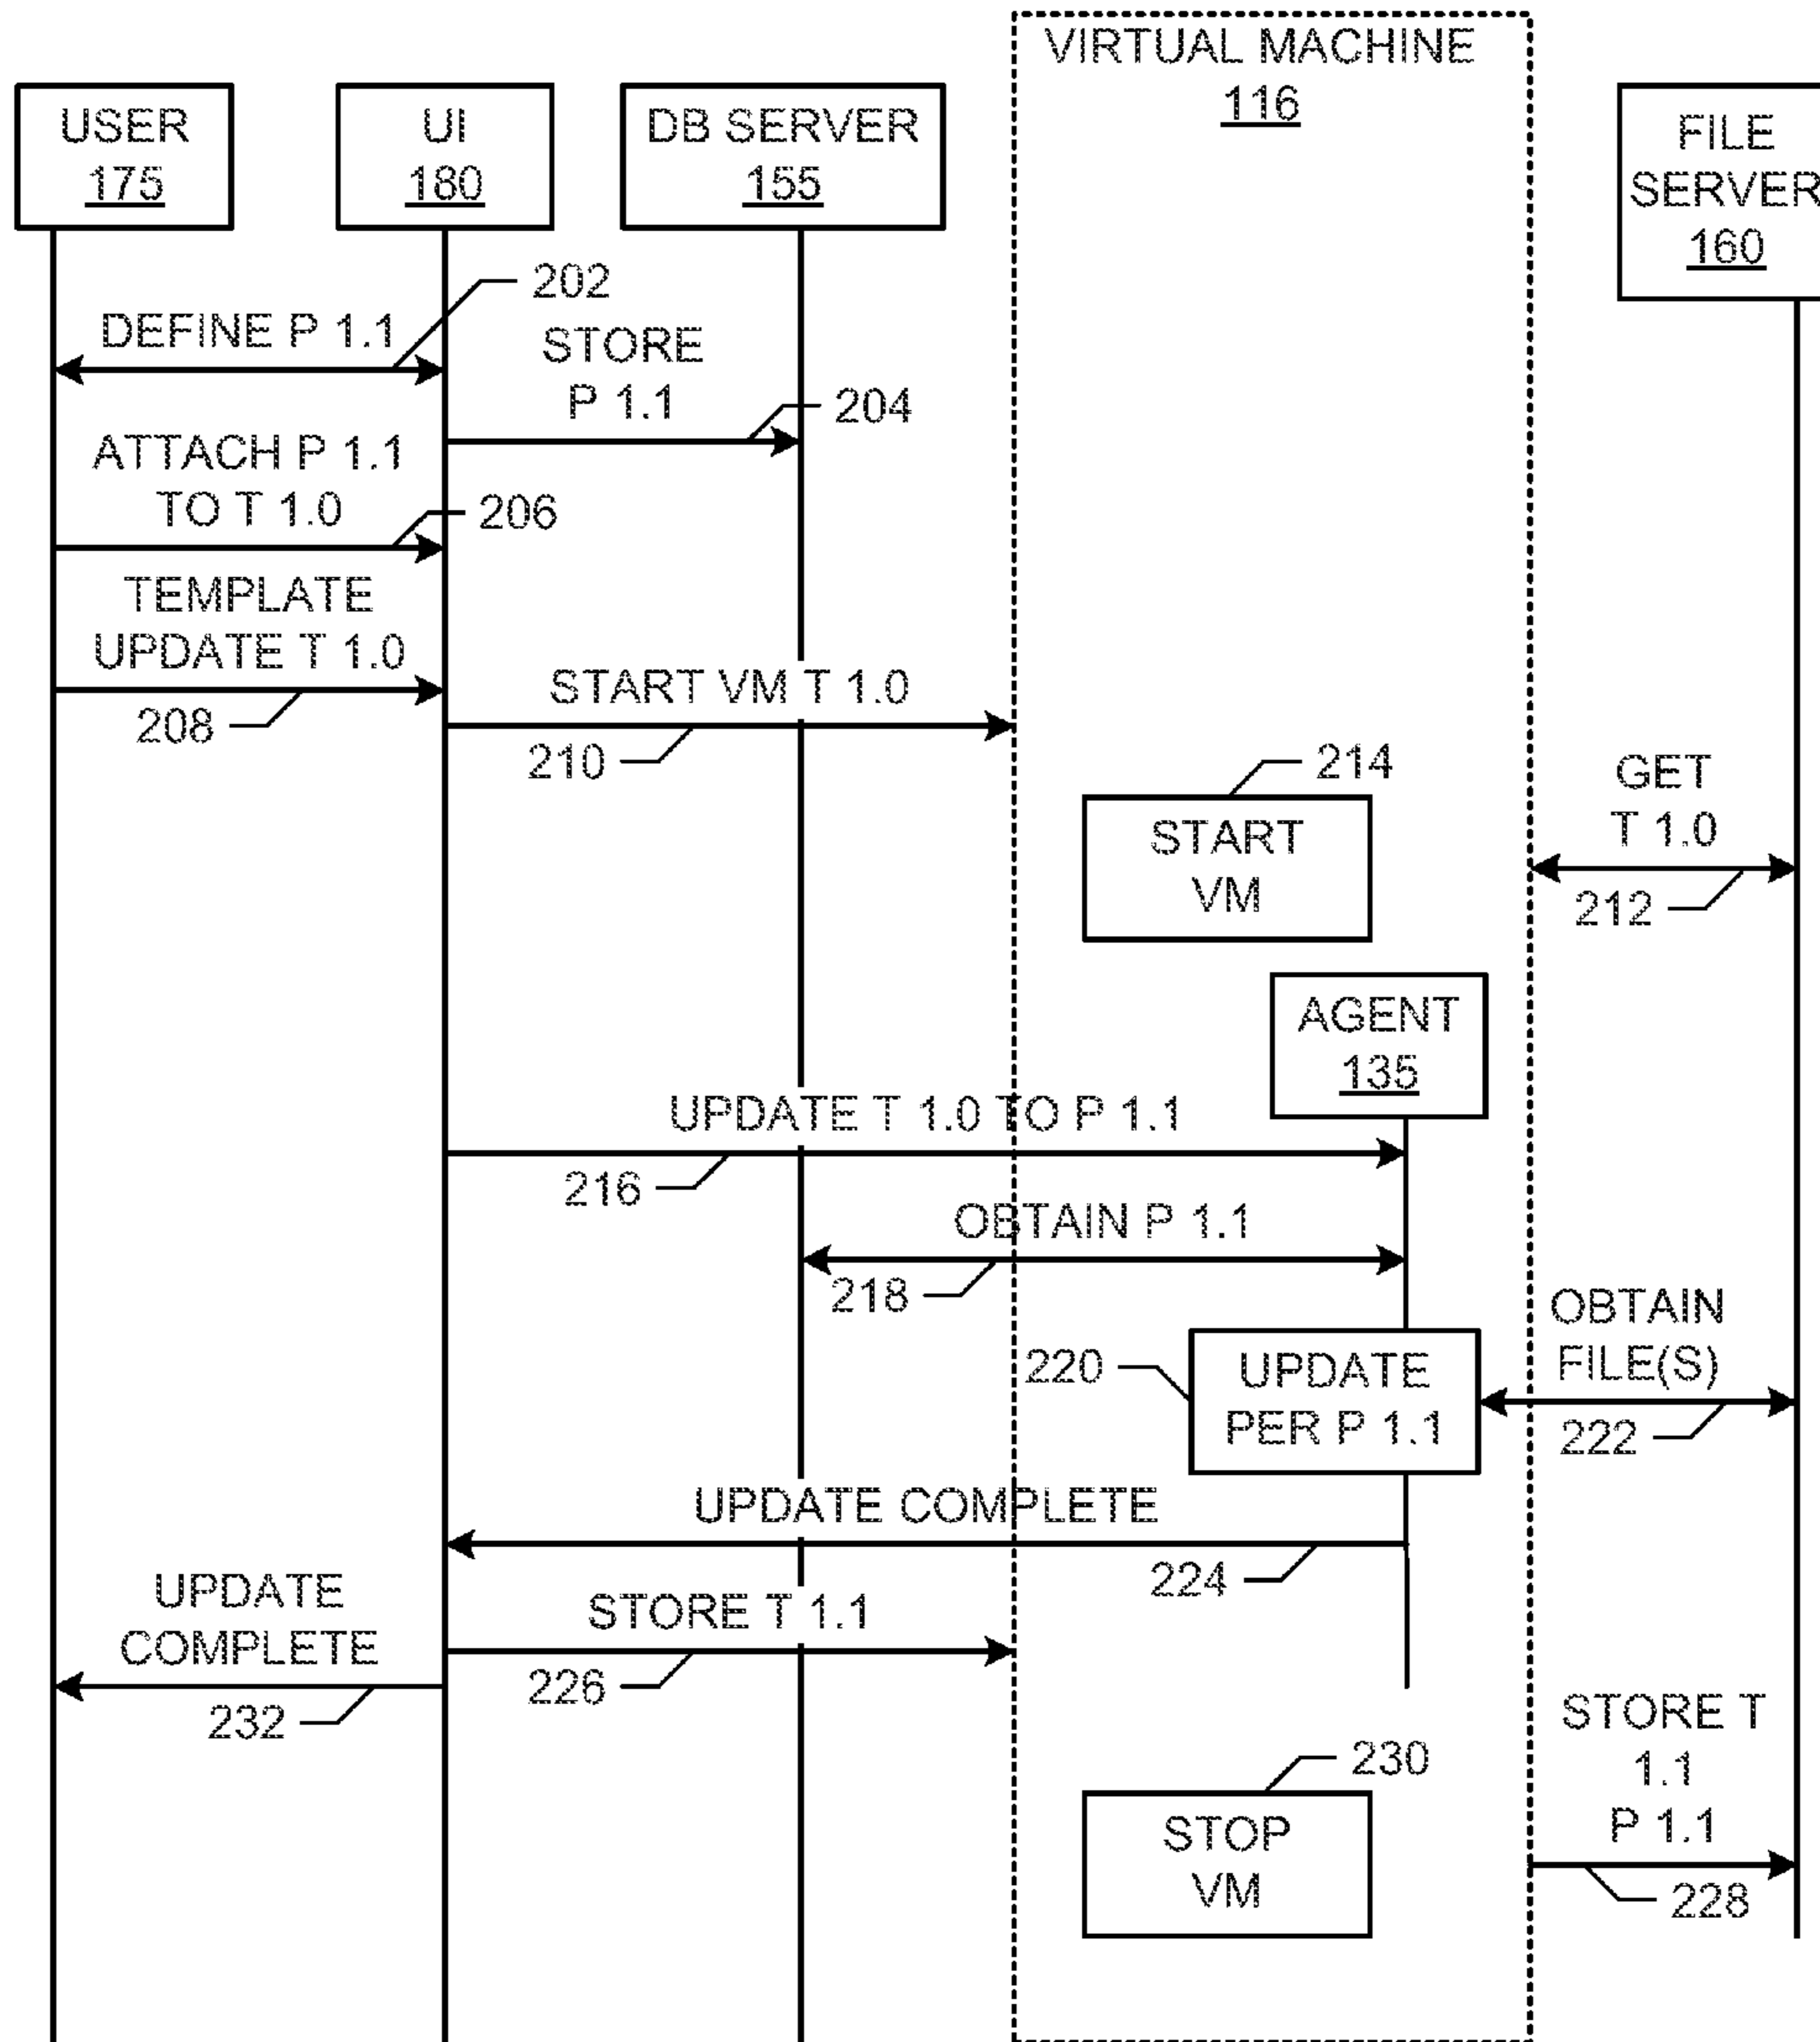 VIRTUAL MACHINE
116
USER
175
UI
180
DB SERVER
155
FILE
SERVER
160
202
DEFINE P 1.1
STORE
P 1.1
204
ATTACH P 1.1
TO T 1.0
206
TEMPLATE
UPDATE T 1.0
208
START VM T 1.0
210
214
START
VM
GET
T 1.0
212
AGENT
135
UPDATE T 1.0 TO P 1.1
216
OBTAIN P 1.1
218
220
UPDATE
PER P 1.1
OBTAIN
FILE(S)
222
UPDATE COMPLETE
224
STORE T 1.1
226
UPDATE
COMPLETE
232
230
STOP
VM
STORE T
1.1
P 1.1
228